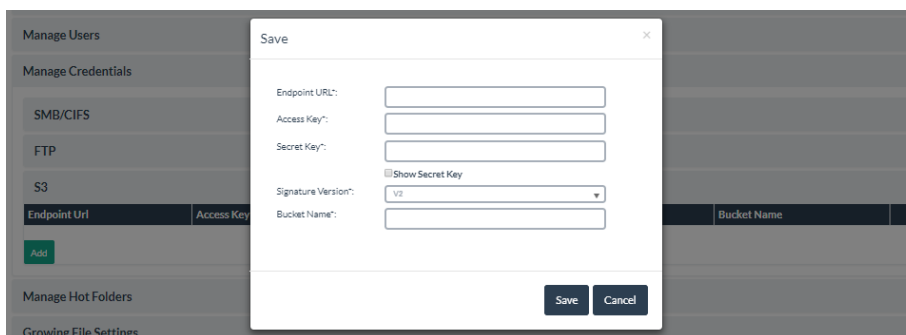 Manage Users
Manage Credentials
SMB/CIFS
FTP
S3
Endpoint Url Access Key Bucket Name
Add
Manage Hot Folders
Growing File Settings
Save ×
Endpoint URL*:
Access Key*:
Secret Key*:
Show Secret Key
Signature Version*: V2
Bucket Name*:
Save Cancel